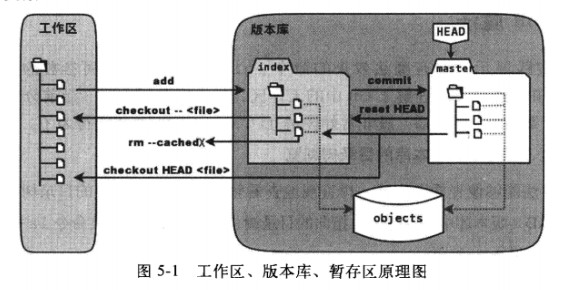 工作区
版本库
HEAD
index
master
add
commit
checkout -- <file>
reset HEAD
rm --cached
checkout HEAD <file>
objects
图 5-1 工作区、版本库、暂存区原理图